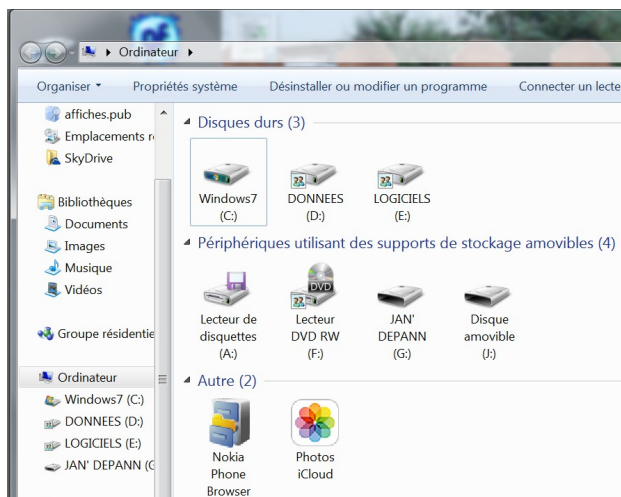 Ordinateur
Organiser Propriétés système Désinstaller ou modifier un programme Connecter un lecte
affiches.pub
Emplacements r
SkyDrive
Bibliothèques
Documents
Images
Musique
Vidéos
Groupe résidentie
Ordinateur
Windows7 (C:)
DONNEES (D:)
LOGICIELS (E:)
JAN' DEPANN (G
Disques durs (3)
Windows7
(C:)
DONNEES
(D:)
LOGICIELS
(E:)
Périphériques utilisant des supports de stockage amovibles (4)
Lecteur de
disquettes
(A:)
DVD
Lecteur
DVD RW
(F:)
JAN'
DEPANN
(G:)
Disque
amovible
(J:)
Autre (2)
Nokia
Phone
Browser
Photos
iCloud